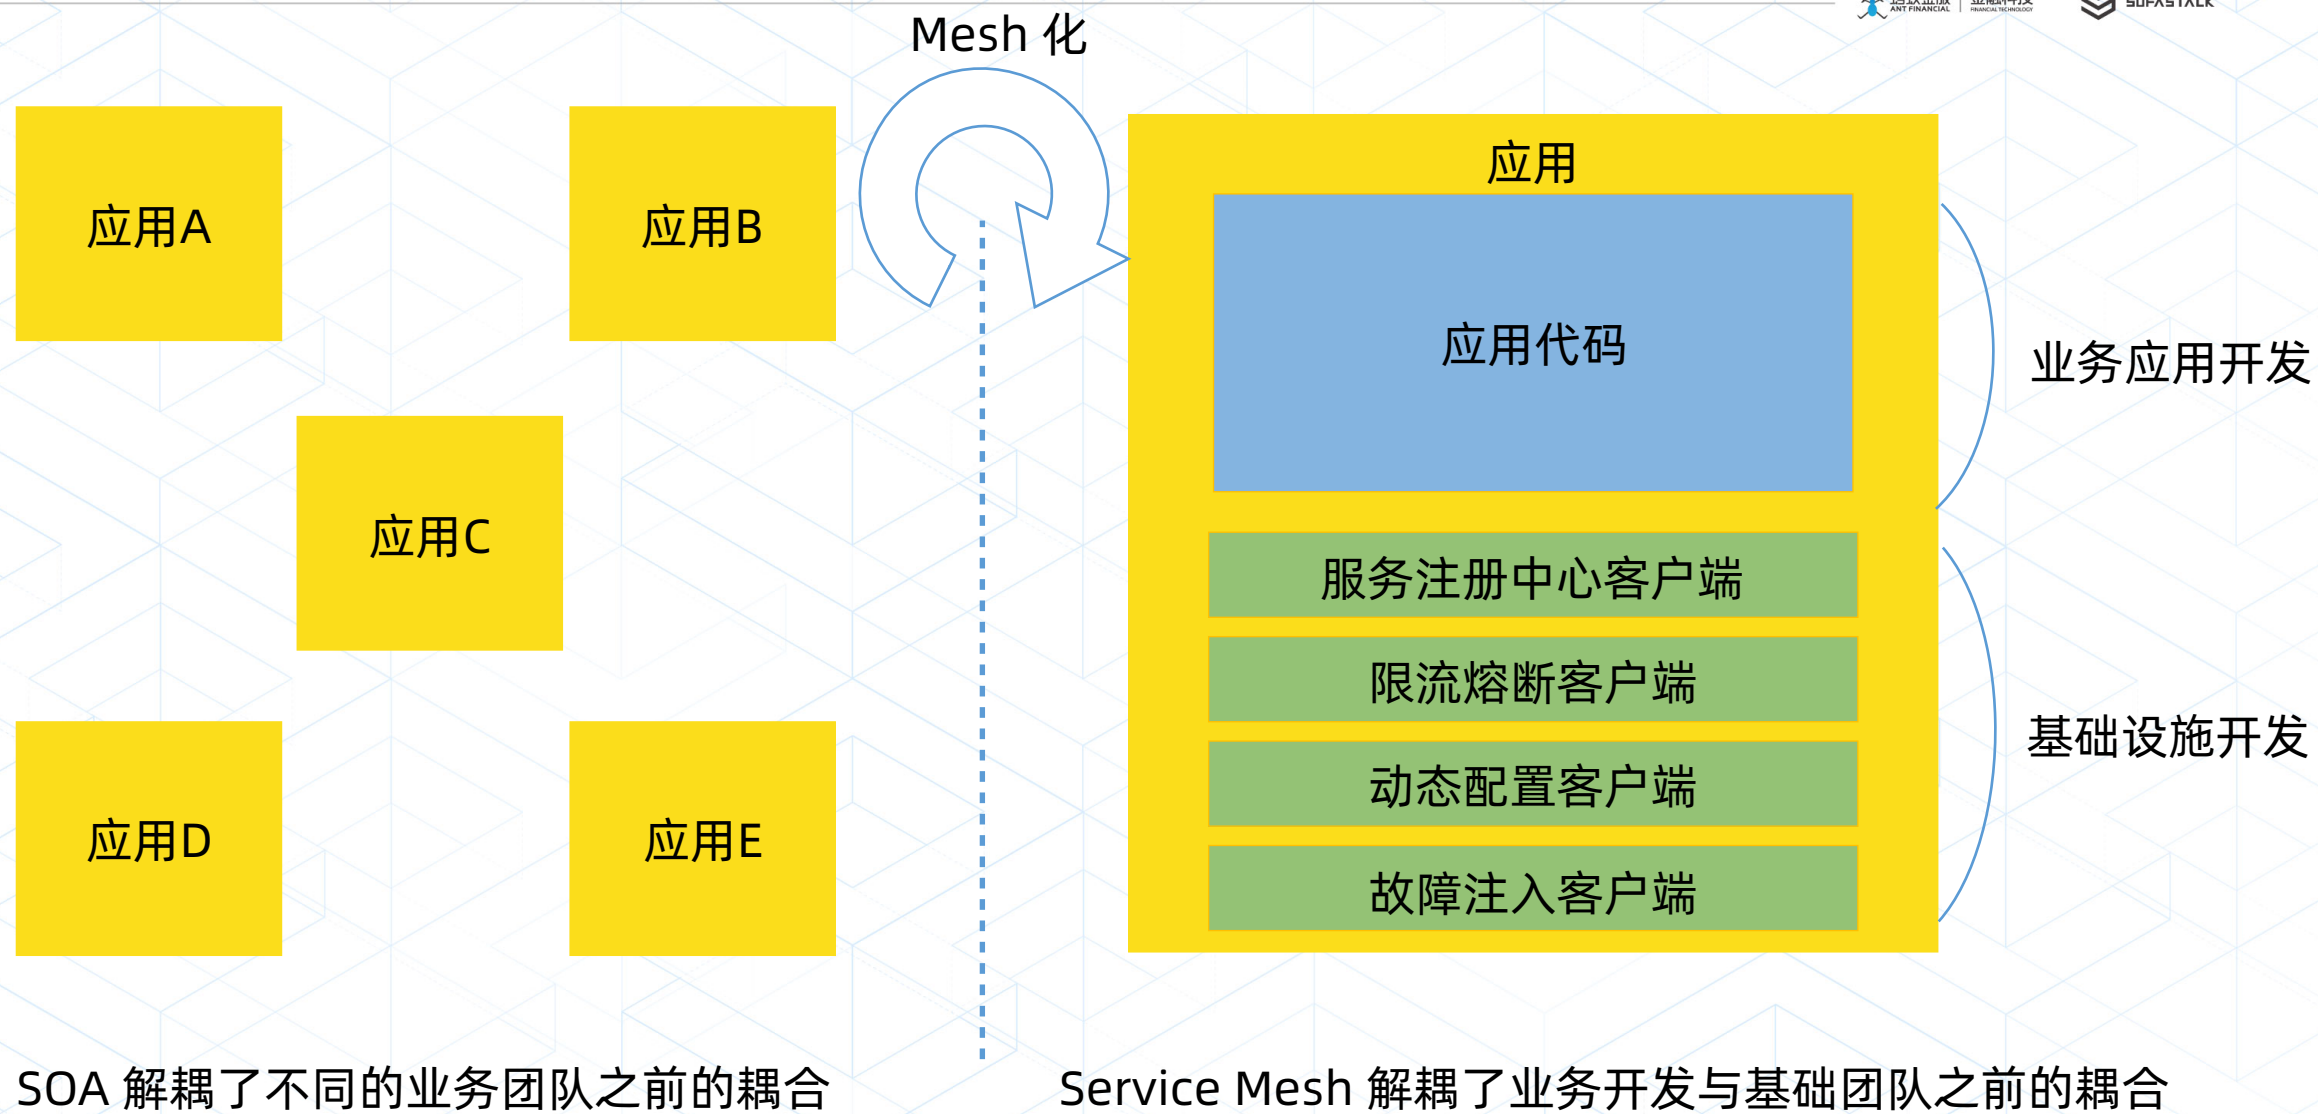 ANT FINANCIAL
FINANCIAL TECHNOLOGY
SOFASTACK
Mesh 化
应用A
应用B
应用C
应用D
应用E
应用
应用代码
服务注册中心客户端
限流熔断客户端
动态配置客户端
故障注入客户端
业务应用开发
基础设施开发
SOA 解耦了不同的业务团队之前的耦合
Service Mesh 解耦了业务开发与基础团队之前的耦合